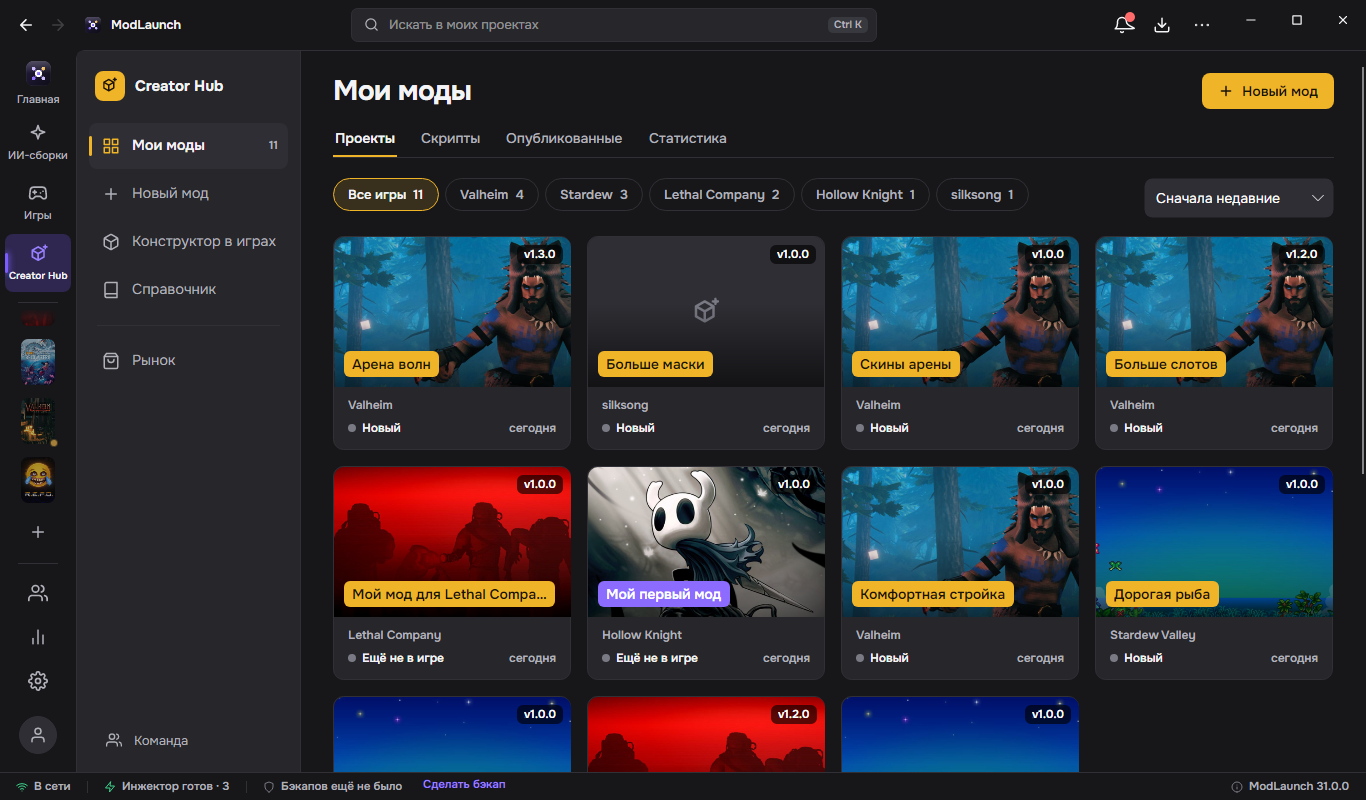 ModLaunch
Искать в моих проектах
Ctrl K
Главная
ИИ-сборки
Игры
Creator Hub
Creator Hub
Мои моды 11
Новый мод
Конструктор в играх
Справочник
Рынок
Команда
Мои моды
Новый мод
Проекты Скрипты Опубликованные Статистика
Все игры 11 Valheim 4 Stardew 3 Lethal Company 2 Hollow Knight 1 silksong 1
Сначала недавние
v1.3.0
Арена волн
Valheim
Новый сегодня
v1.0.0
Больше маски
silksong
Новый сегодня
v1.0.0
Скины арены
Valheim
Новый сегодня
v1.2.0
Больше слотов
Valheim
Новый сегодня
v1.0.0
Мой мод для Lethal Compa...
Lethal Company
Ещё не в игре сегодня
v1.0.0
Мой первый мод
Hollow Knight
Ещё не в игре сегодня
v1.0.0
Комфортная стройка
Valheim
Новый сегодня
v1.0.0
Дорогая рыба
Stardew Valley
Новый сегодня
v1.0.0
v1.2.0
v1.0.0
В сети
Инжектор готов · 3
Бэкапов ещё не было
Сделать бэкап
ModLaunch 31.0.0